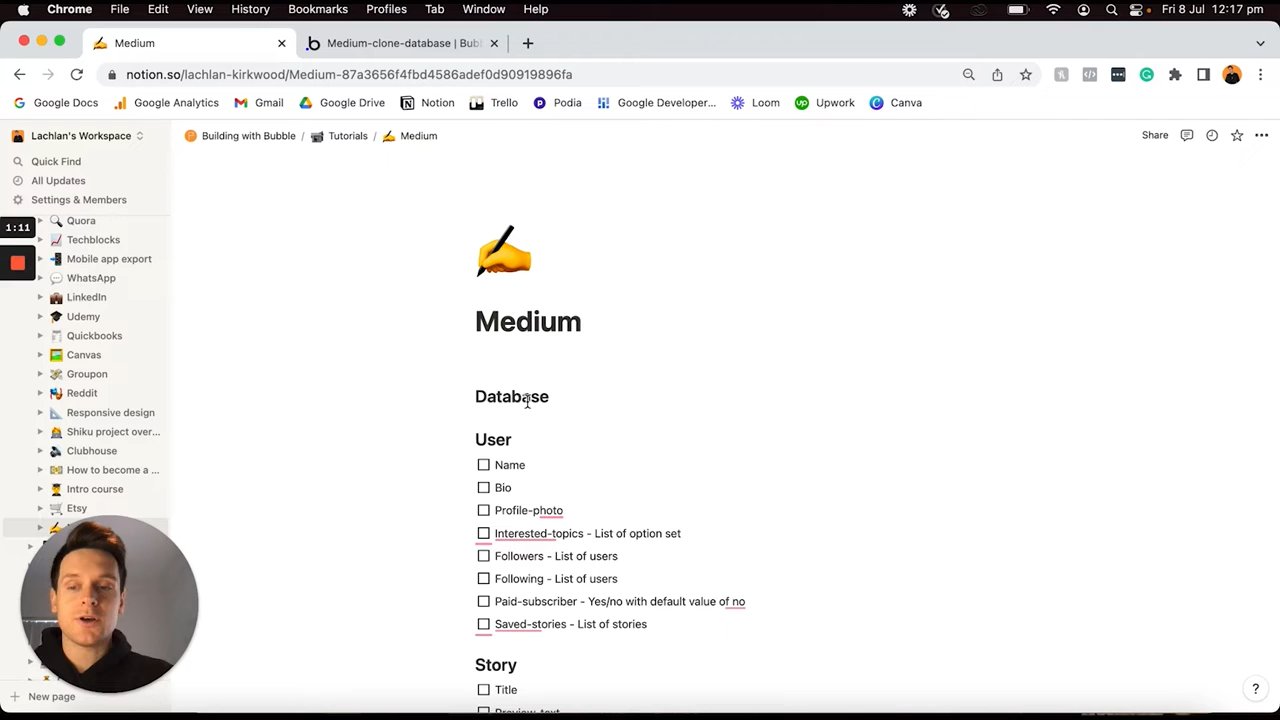 Chrome File Edit View History Bookmarks Profiles Tab Window Help Fri 8 Jul 12:17 pm
Medium Medium-clone-database | Bub
notion.so/lachlan-kirkwood/Medium-87a3656f4fbd4586adef0d90919896fa
Google Docs Google Analytics Gmail Google Drive Notion Trello Podia Google Developer... Loom Upwork Canva
Lachlan's Workspace Building with Bubble / Tutorials / Medium Share
Quick Find
All Updates
Settings & Members
Quora
1:11
Techblocks
Mobile app export
WhatsApp
LinkedIn
Udemy
Quickbooks
Canvas
Groupon
Reddit
Responsive design
Shiku project over...
Clubhouse
How to become a ...
Intro course
Etsy
New page
Medium
Database
User
Name
Bio
Profile-photo
Interested-topics - List of option set
Followers - List of users
Following - List of users
Paid-subscriber - Yes/no with default value of no
Saved-stories - List of stories
Story
Title
Preview-text
?